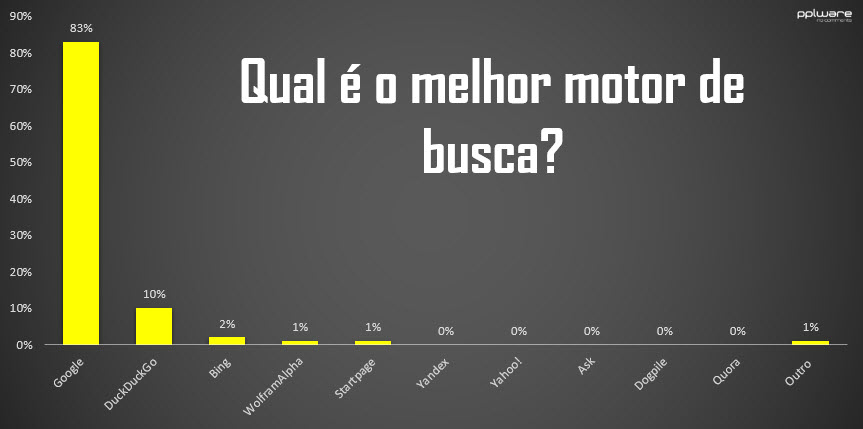 90%
80%
70%
60%
50%
40%
30%
20%
10%
0%
pplware
no comments
Qual é o melhor motor de
busca?
83%
10%
2%
1%
1%
0%
0%
0%
0%
0%
1%
Google
DuckDuckGo
Bing
WolframAlpha
Startpage
Yandex
Yahoo!
Ask
Dogpile
Quora
Outro